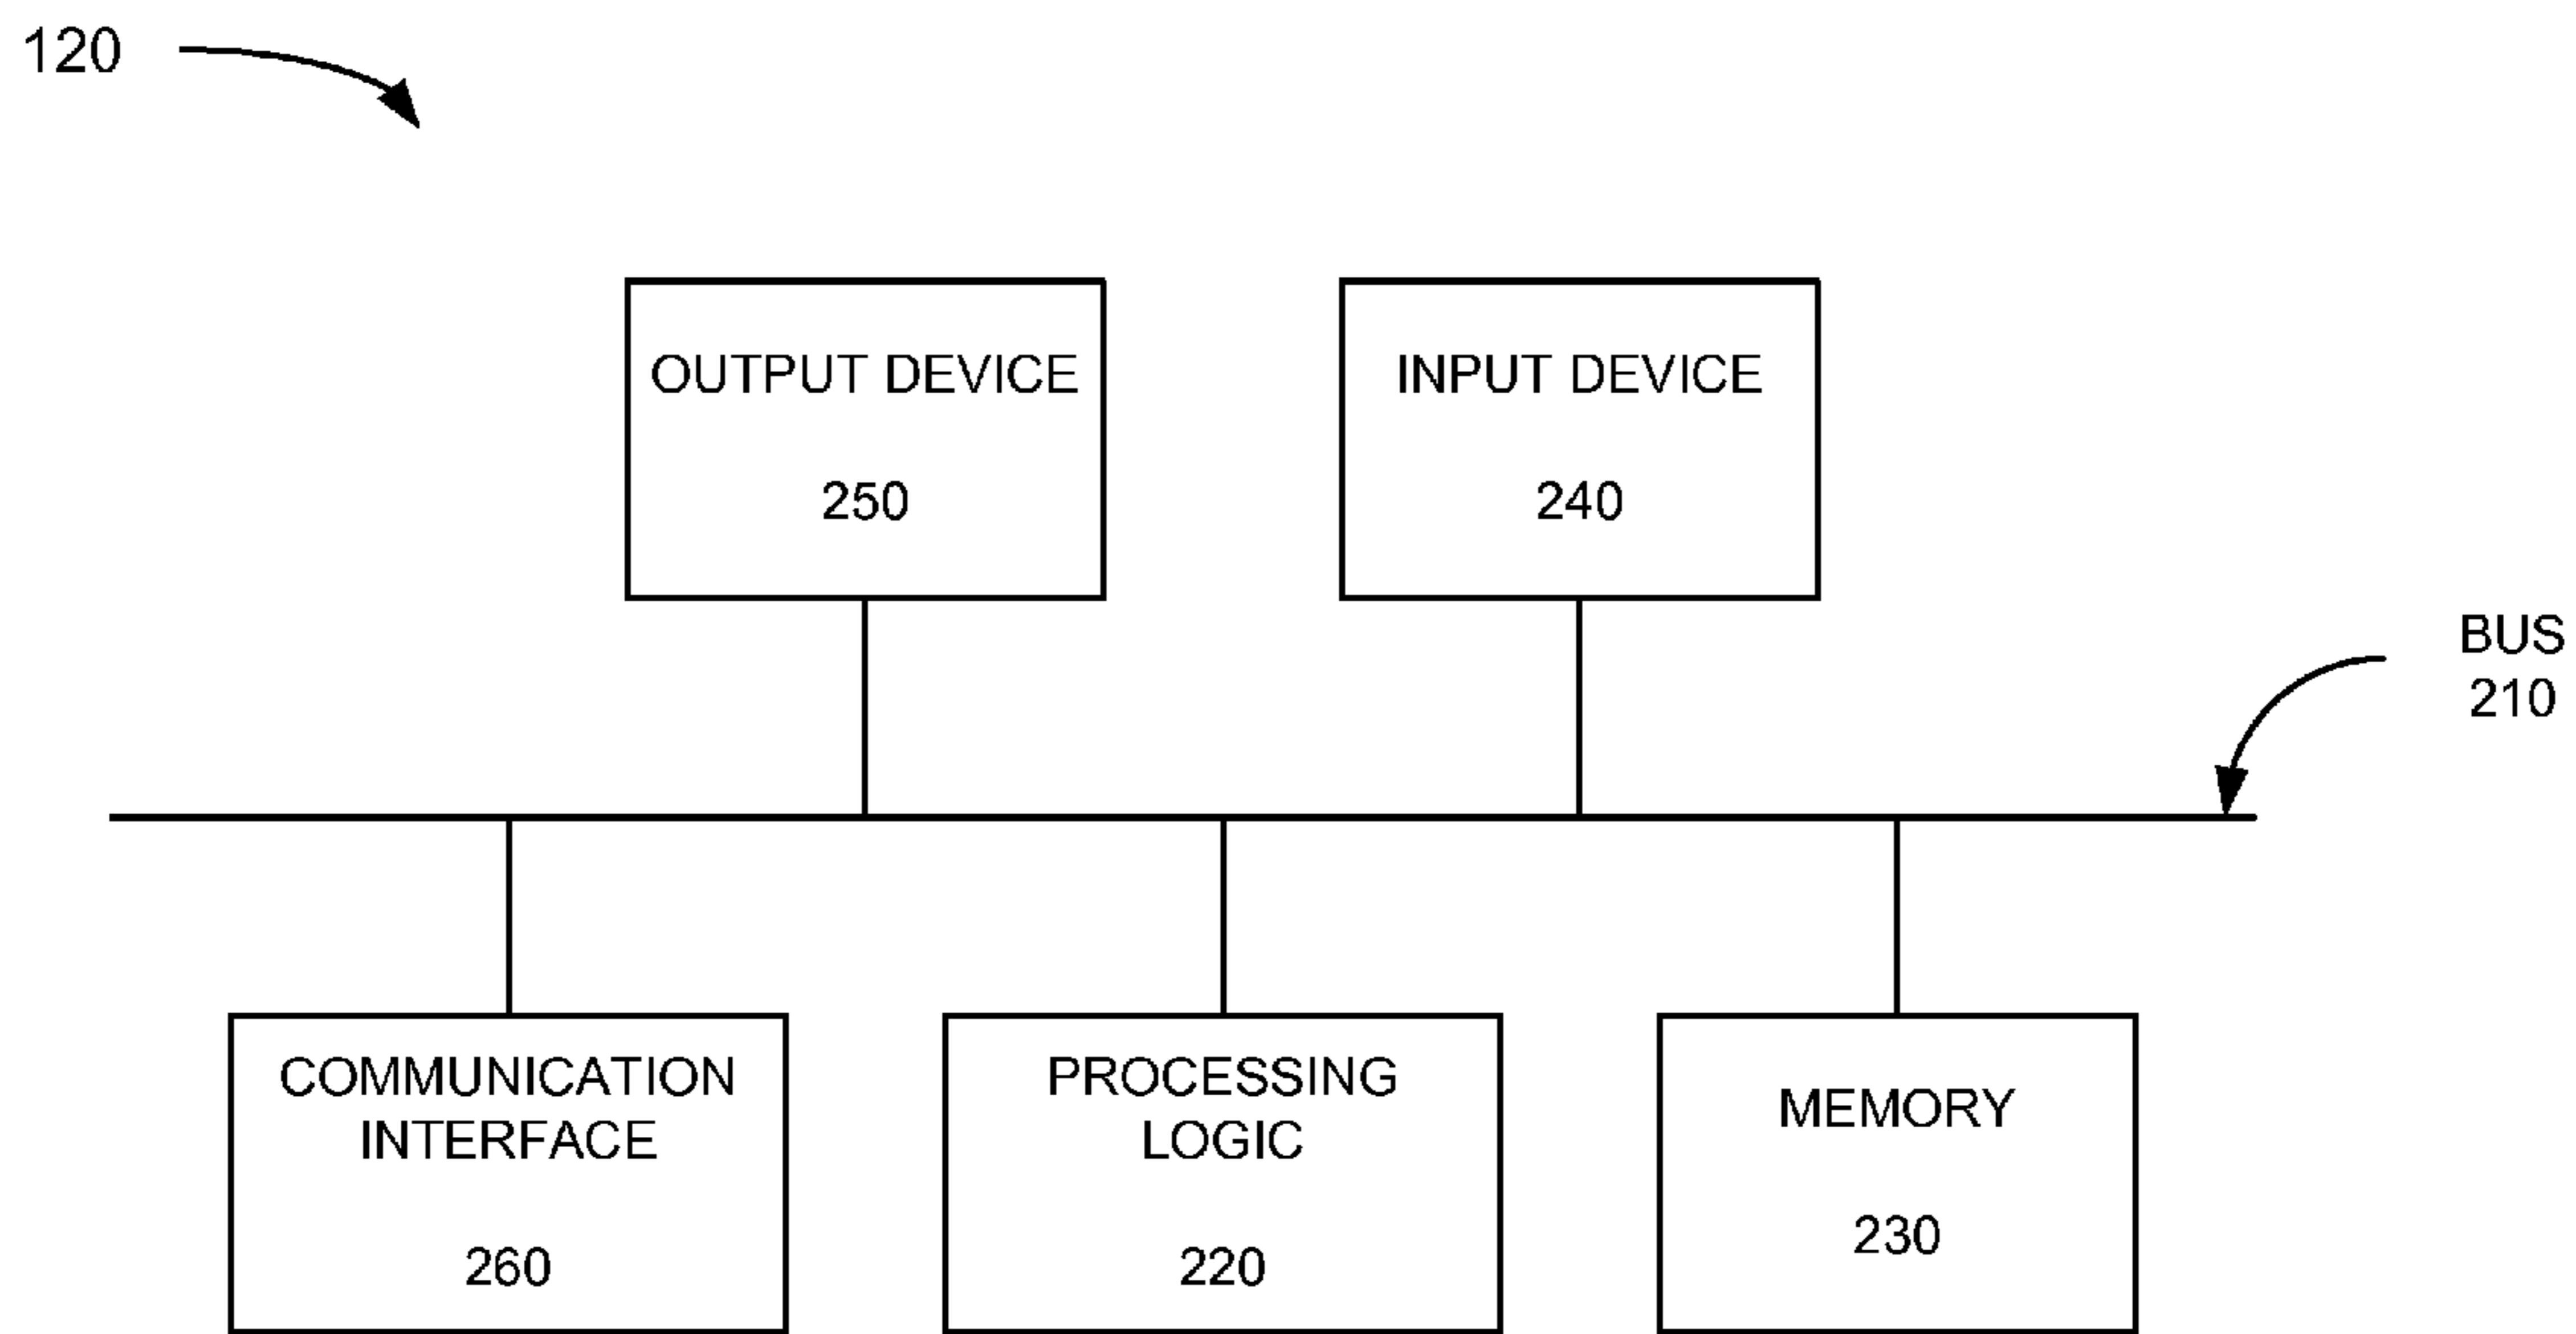 120
OUTPUT DEVICE
250
INPUT DEVICE
240
BUS
210
COMMUNICATION
INTERFACE
260
PROCESSING
LOGIC
220
MEMORY
230